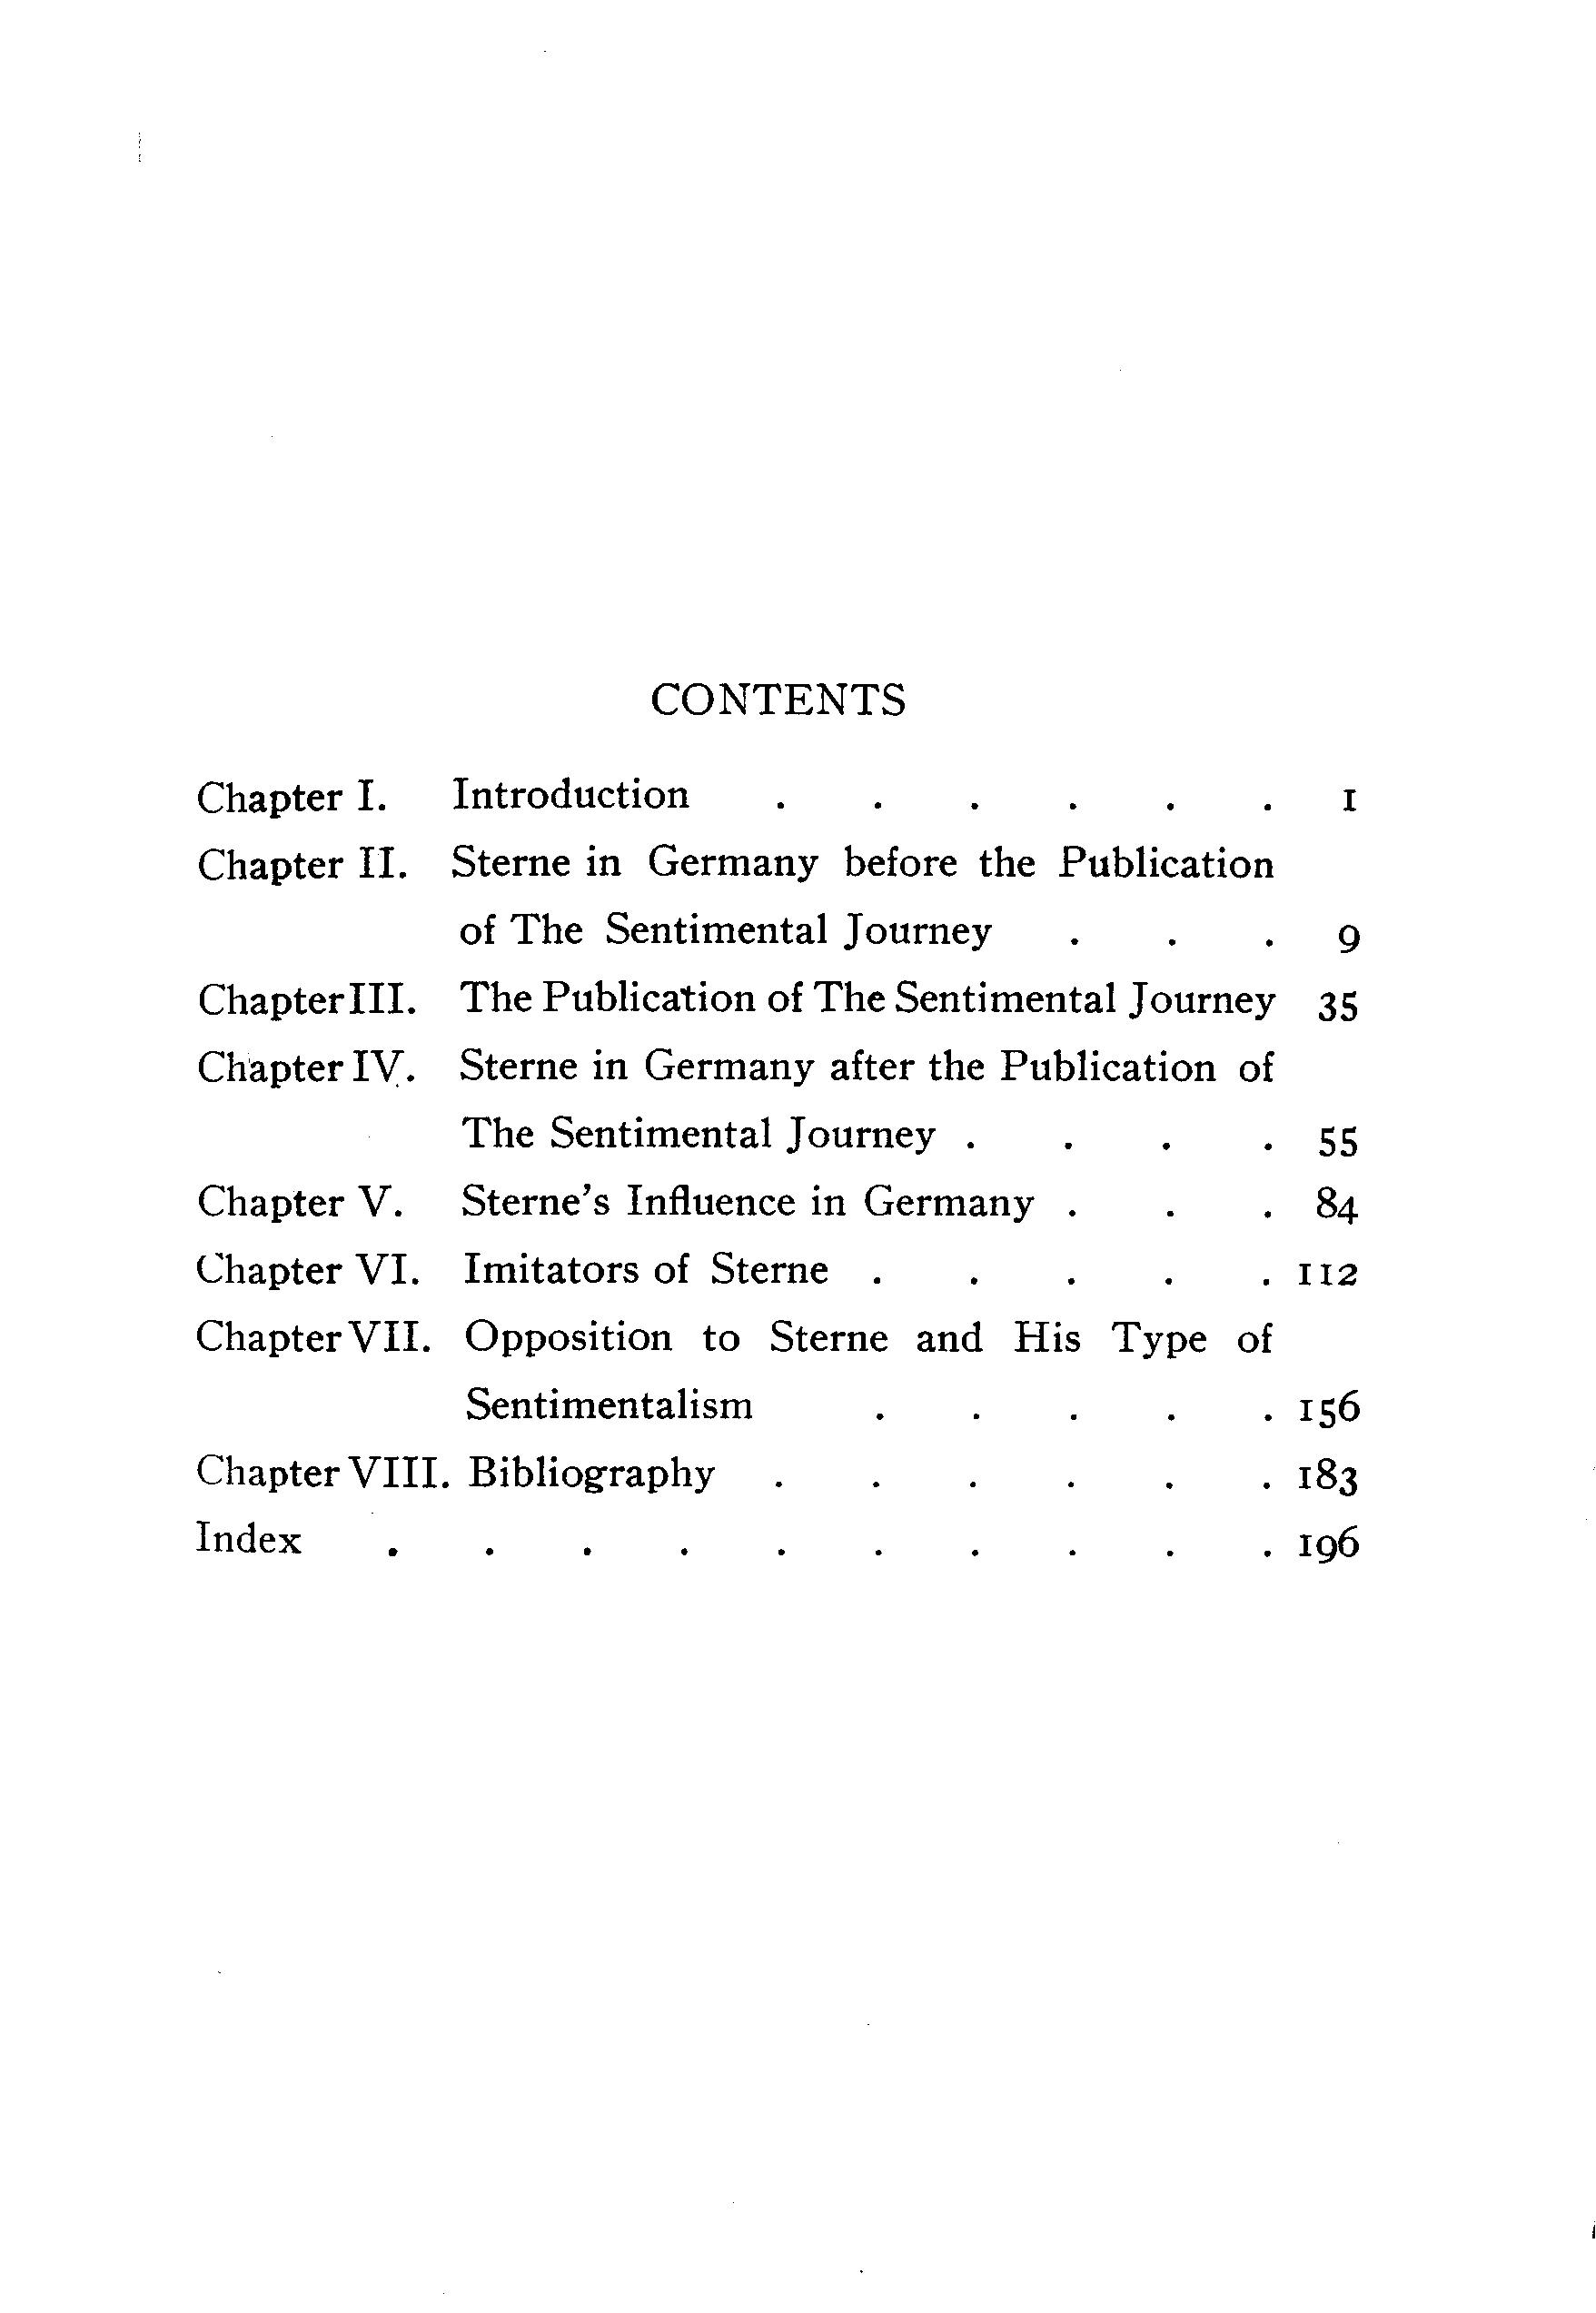 CONTENTS
Chapter I. Introduction . . . . . . 1
Chapter II. Sterne in Germany before the Publication
of The Sentimental Journey . . . 9
Chapter III. The Publication of The Sentimental Journey 35
Chapter IV. Sterne in Germany after the Publication of
The Sentimental Journey . . . . 55
Chapter V. Sterne's Influence in Germany . . . 84
Chapter VI. Imitators of Sterne . . . . . 112
Chapter VII. Opposition to Sterne and His Type of
Sentimentalism . . . . . 156
Chapter VIII. Bibliography . . . . . . 183
Index . . . . . . . . . . 196